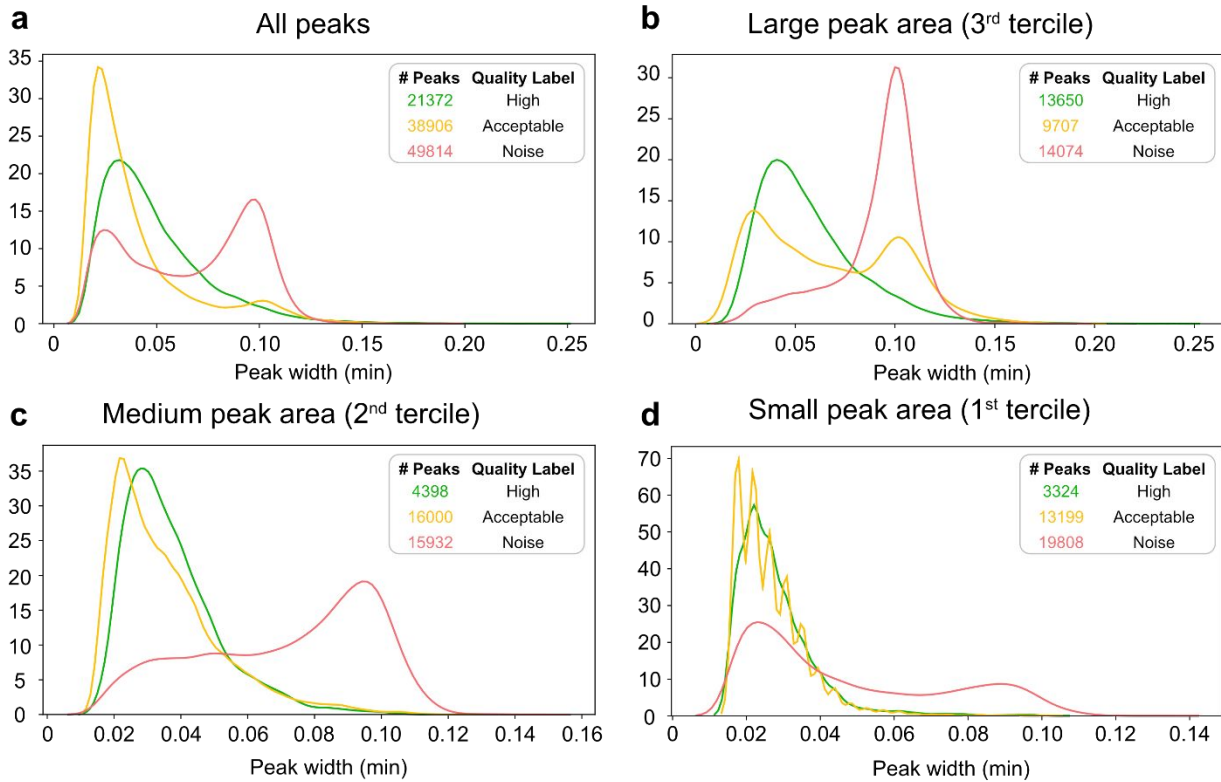 a
All peaks
35
30
25
20
15
10
5
0
# Peaks Quality Label
21372 High
38906 Acceptable
49814 Noise
0 0.05 0.10 0.15 0.20 0.25
Peak width (min)
b
Large peak area (3rd tercile)
30
25
20
15
10
5
0
# Peaks Quality Label
13650 High
9707 Acceptable
14074 Noise
0 0.05 0.10 0.15 0.20 0.25
Peak width (min)
c
Medium peak area (2nd tercile)
35
30
25
20
15
10
5
0
# Peaks Quality Label
4398 High
16000 Acceptable
15932 Noise
0 0.02 0.04 0.06 0.08 0.10 0.12 0.14 0.16
Peak width (min)
d
Small peak area (1st tercile)
70
60
50
40
30
20
10
0
# Peaks Quality Label
3324 High
13199 Acceptable
19808 Noise
0 0.02 0.04 0.06 0.08 0.10 0.12 0.14
Peak width (min)